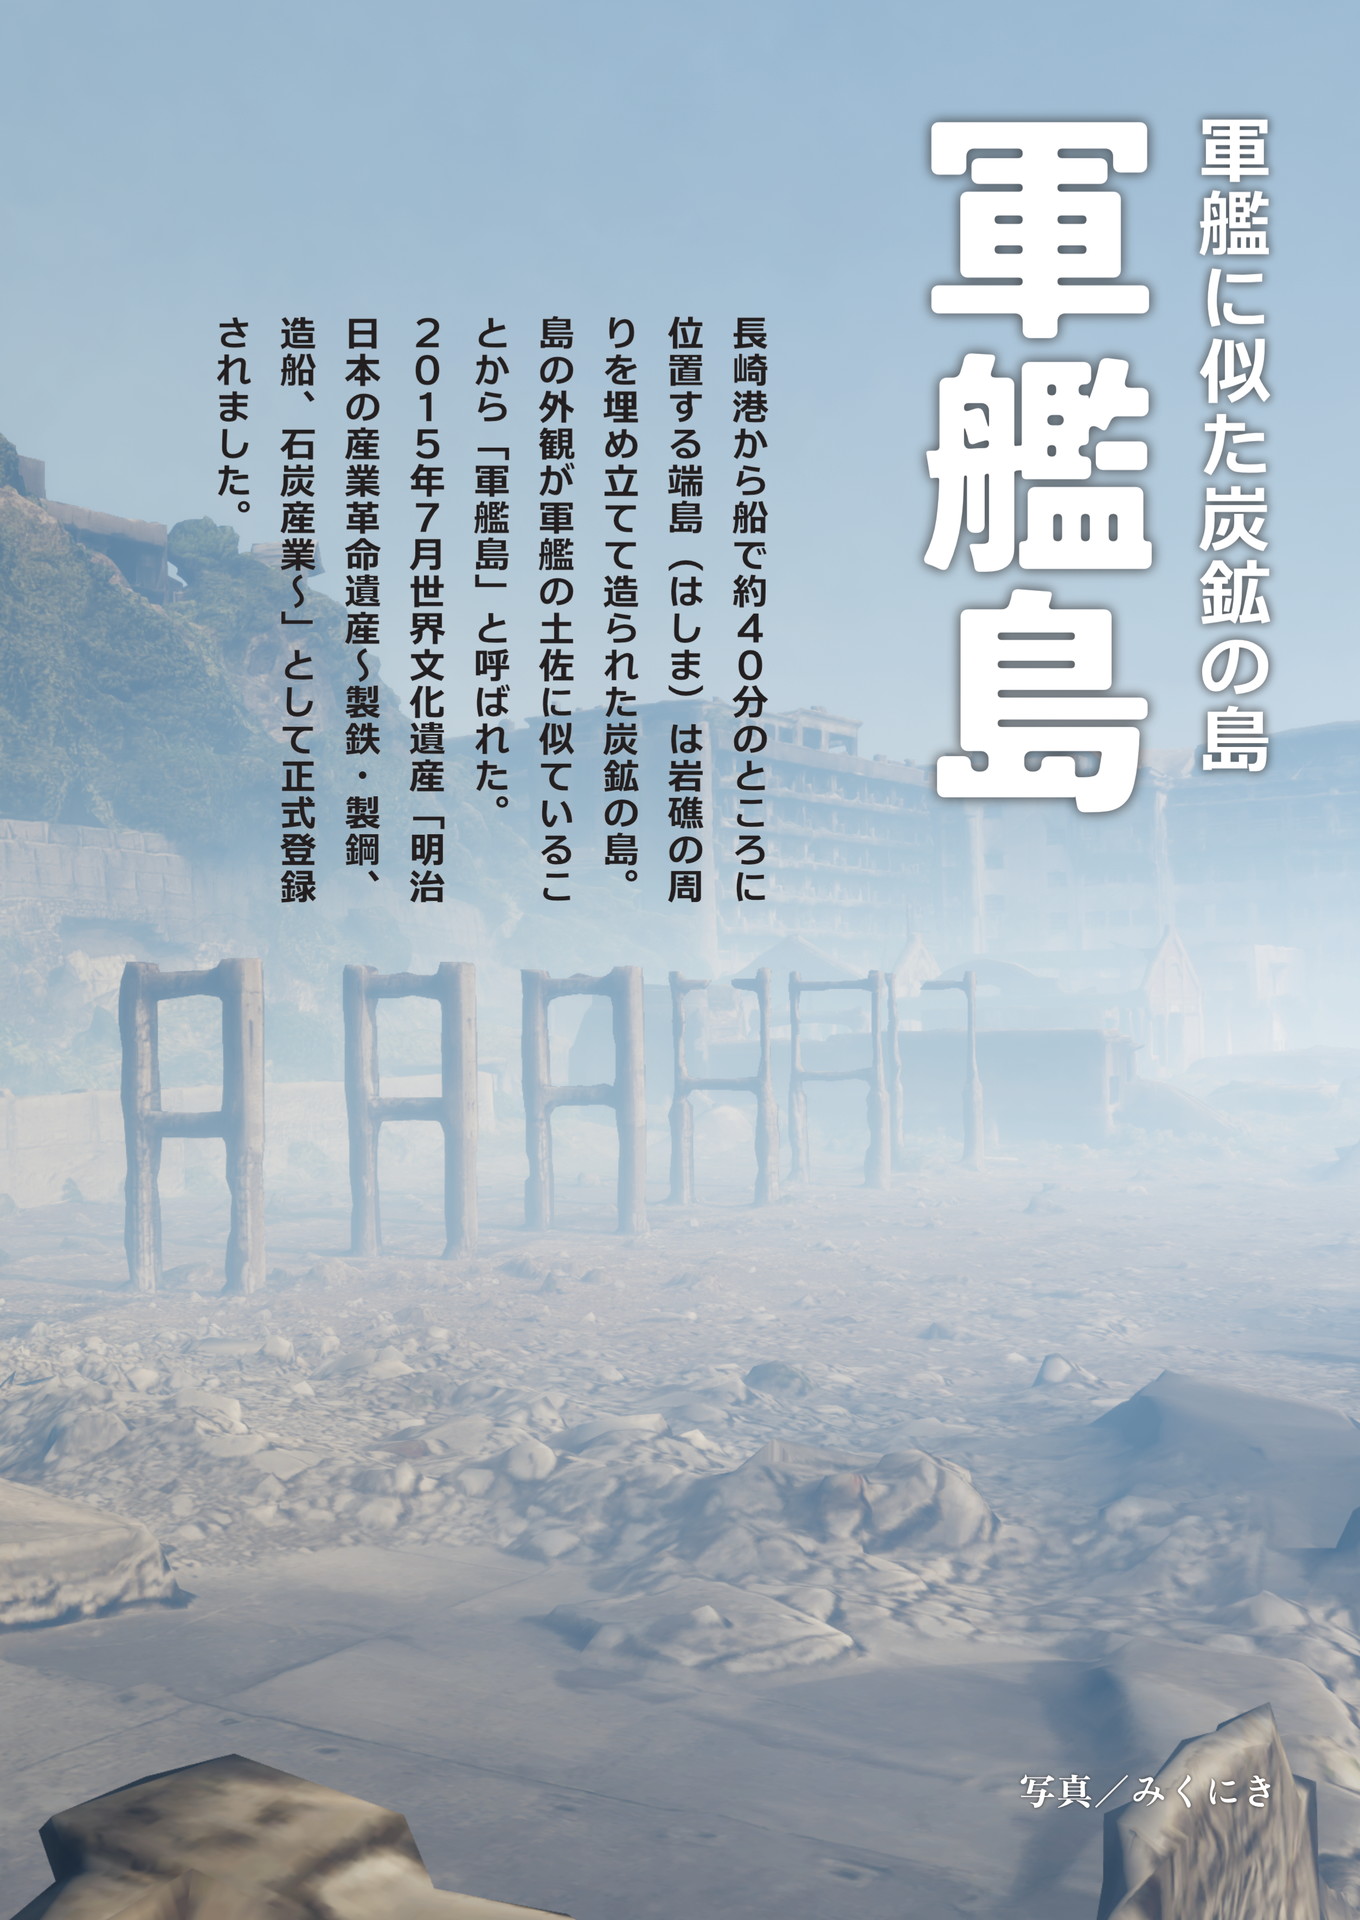 軍艦に似た炭鉱の島
軍艦島
長崎港から船で約40分のところに
位置する端島（はしま）は岩礁の周
りを埋め立てて造られた炭鉱の島。
島の外観が軍艦の土佐に似ているこ
とから「軍艦島」と呼ばれた。
2015年7月世界文化遺産「明治
日本の産業革命遺産～製鉄・製鋼、
造船、石炭産業～」として正式登録
されました。
写真／みくにき